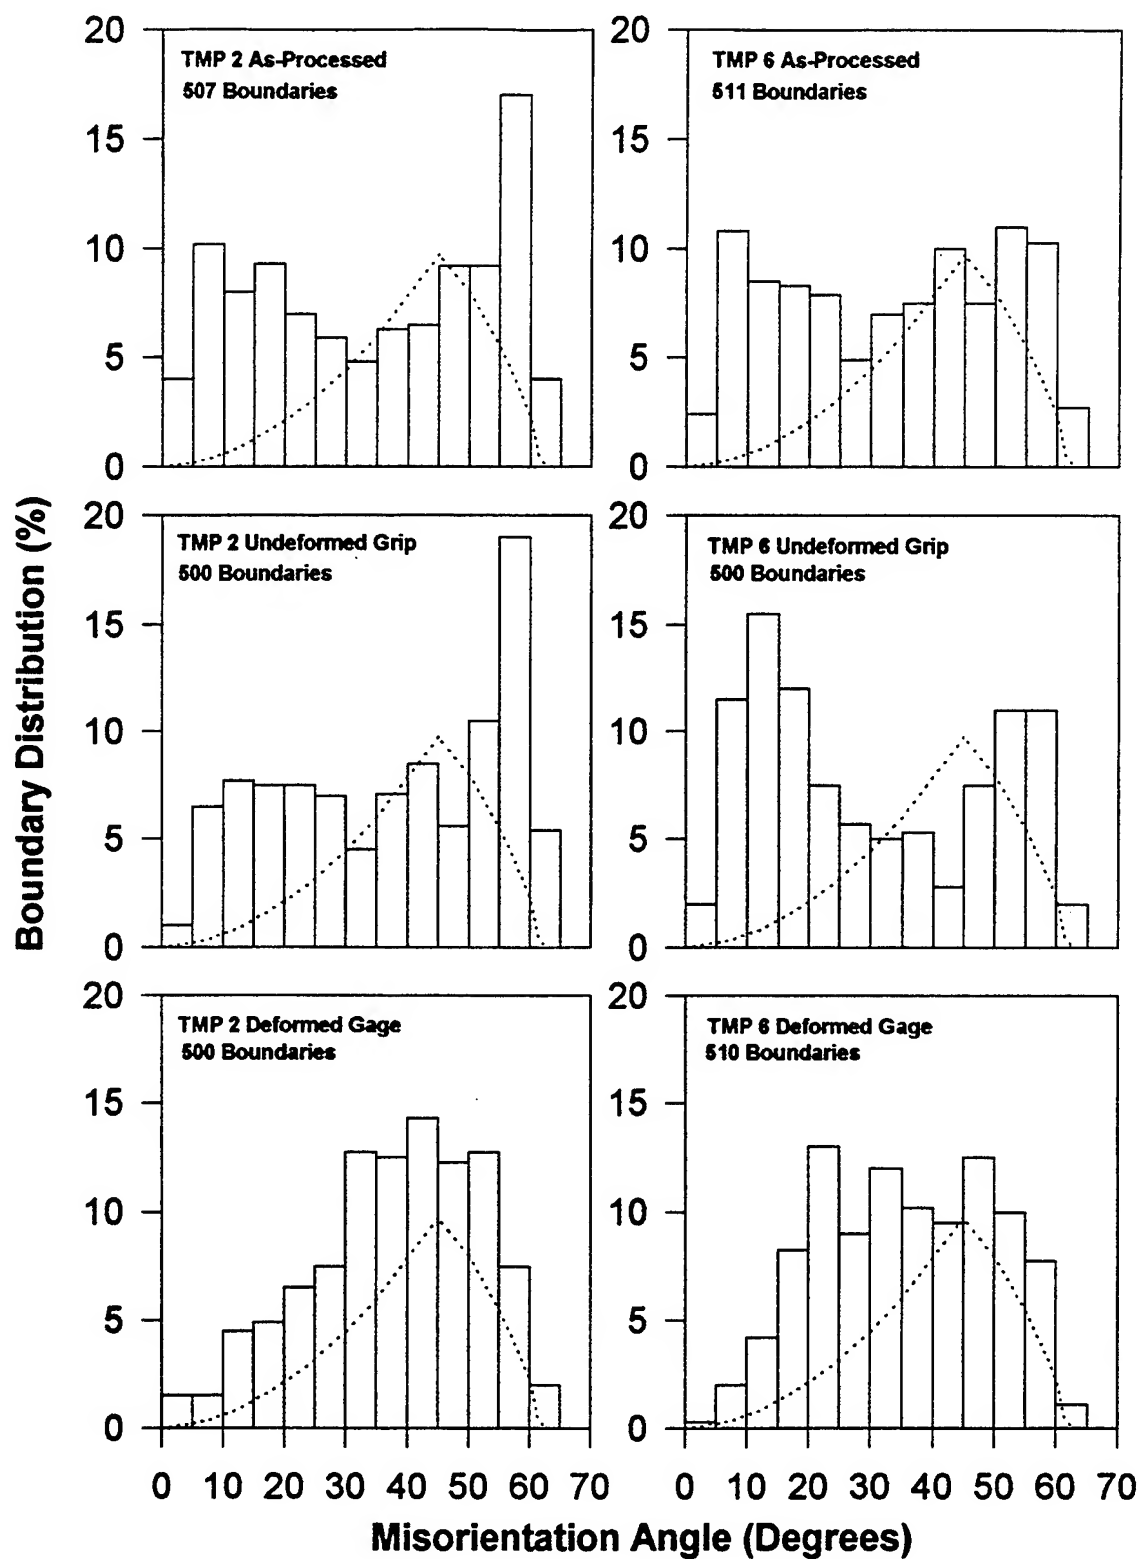 20
15
10
5
0
TMP 2 As-Processed
507 Boundaries
20
15
10
5
0
TMP 6 As-Processed
511 Boundaries
20
15
10
5
0
TMP 2 Undeformed Grip
500 Boundaries
20
15
10
5
0
TMP 6 Undeformed Grip
500 Boundaries
20
15
10
5
0
TMP 2 Deformed Gage
500 Boundaries
20
15
10
5
0
TMP 6 Deformed Gage
510 Boundaries
Boundary Distribution (%)
0 10 20 30 40 50 60 70
0 10 20 30 40 50 60 70
Misorientation Angle (Degrees)